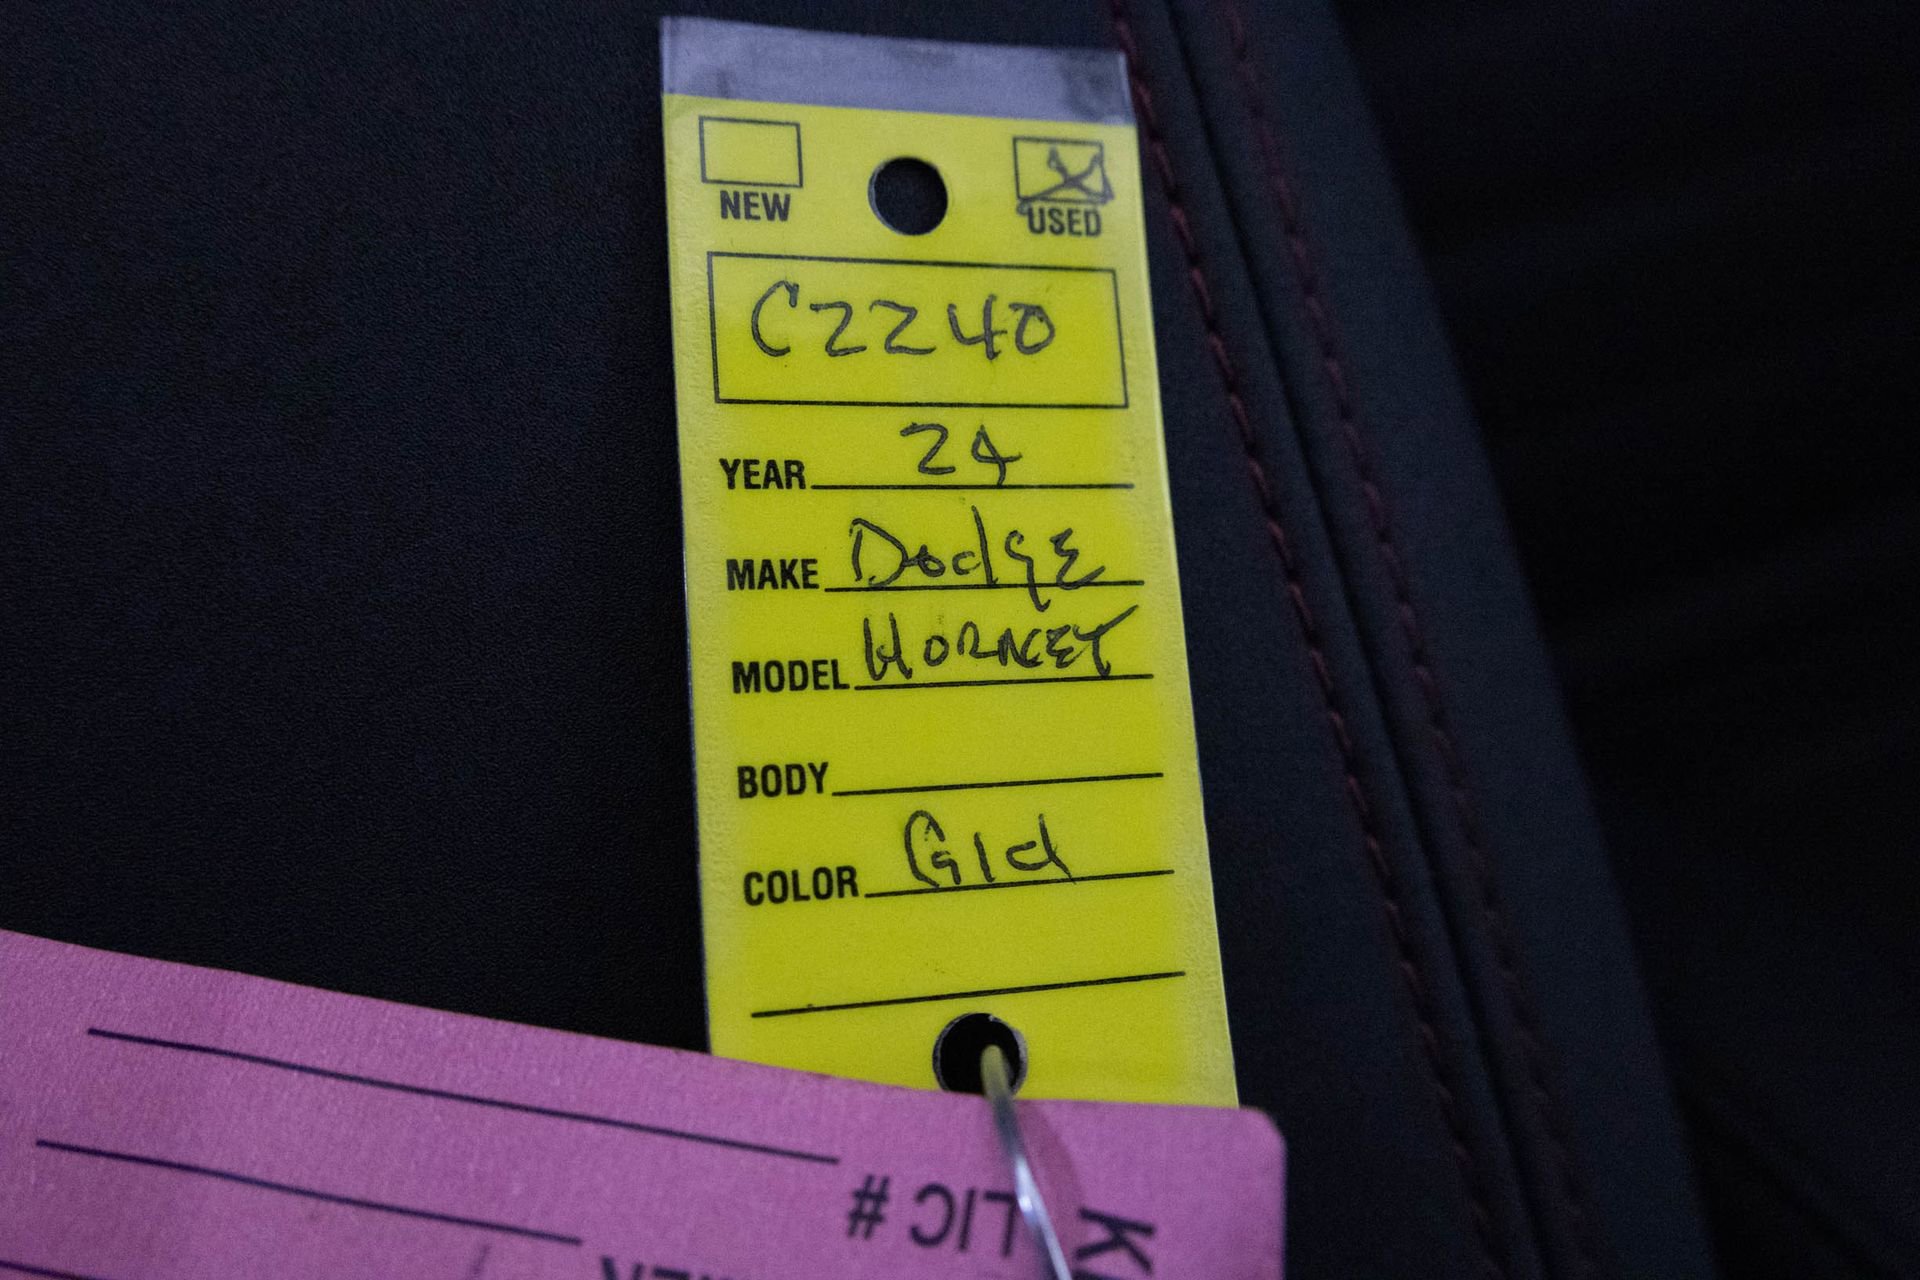 NEW USED
C2240
YEAR 24
MAKE Dodge
MODEL HORNET
BODY
COLOR Gld
LIC #